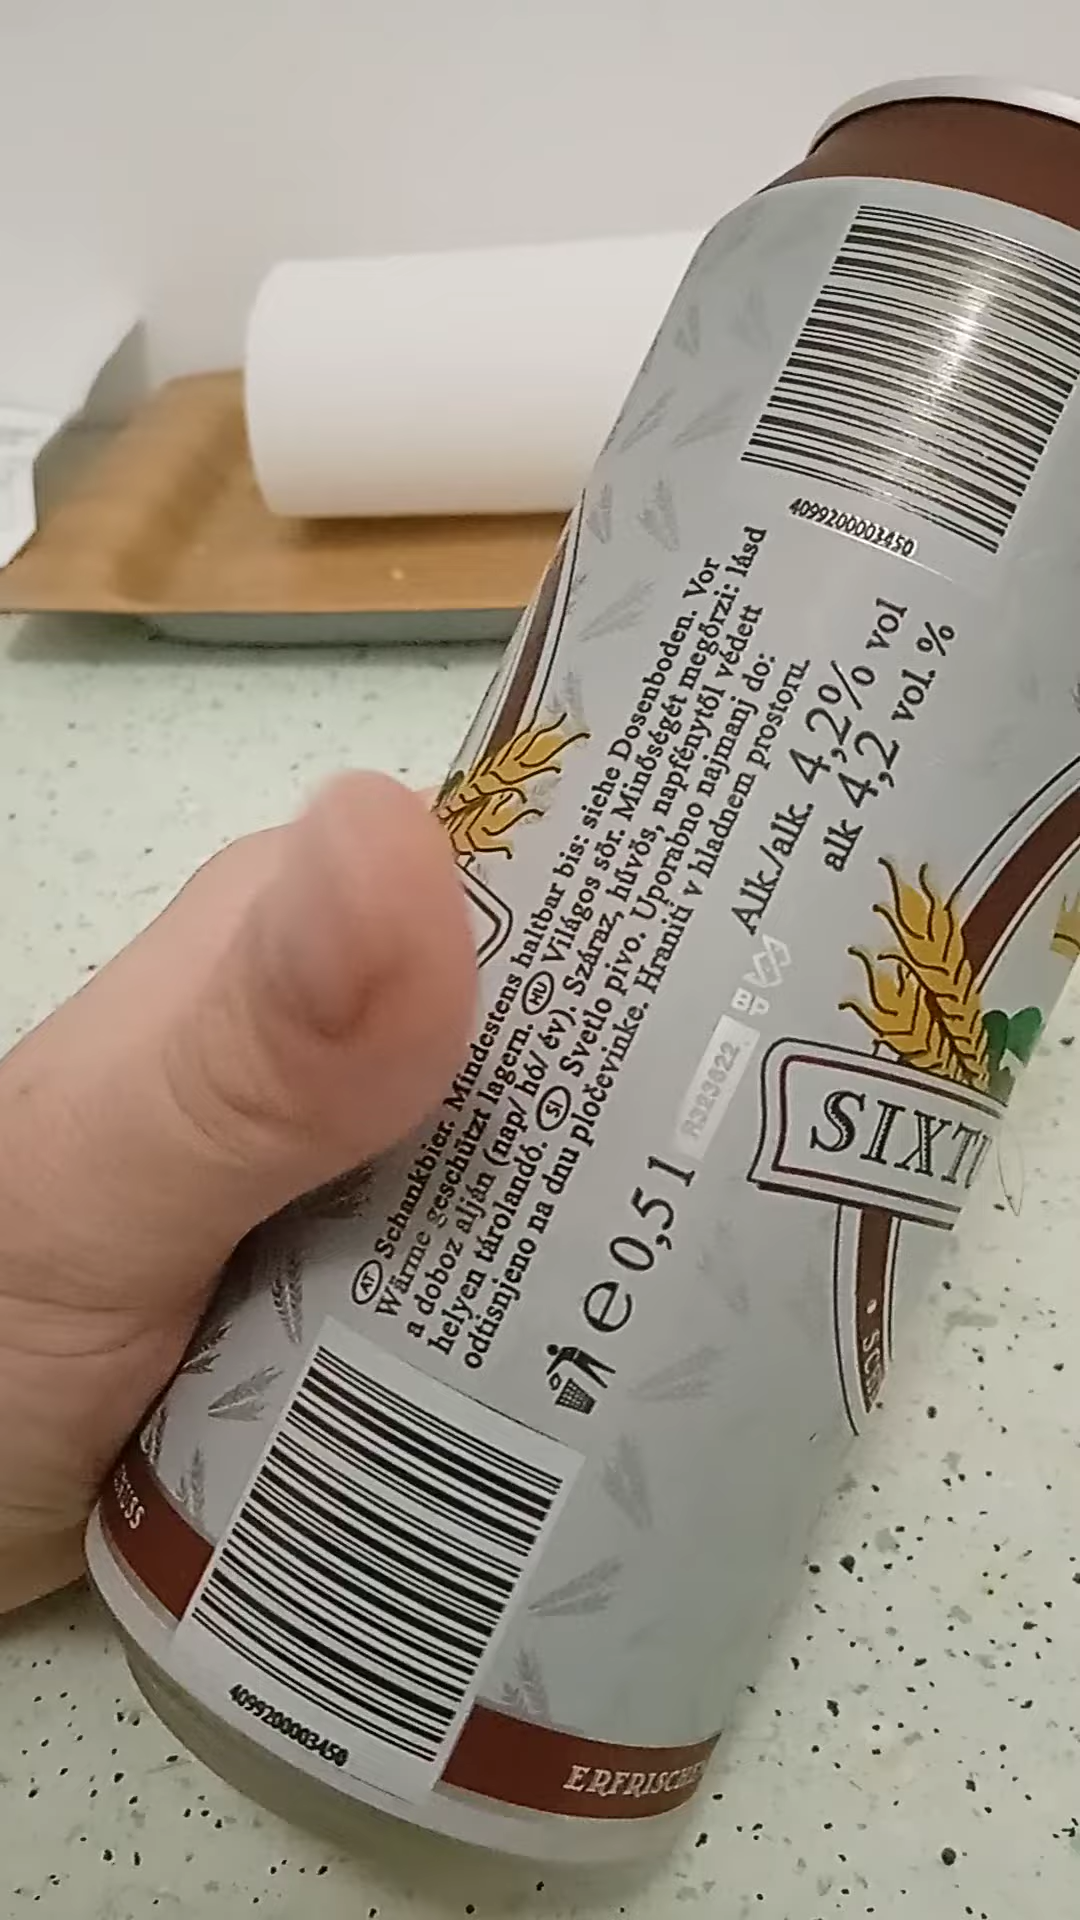 4099200003450
AT Schankbier. Mindestens haltbar bis: siehe Dosenboden. Vor
Wärme geschützt lagern. HU Világos sör. Minőségét megőrzi: lásd
a doboz alján (nap/ hó/ év). Száraz, hűvös, napfénytől védett
helyen tárolandó. SI Svetlo pivo. Uporabno najmanj do:
odtisnjeno na dnu pločevinke. Hraniti v hladnem prostoru.
Alk./alk. 4,2% vol
alk 4,2 vol. %
e 0,5 l
SIXTU
4099200003450
ERFRISCHE